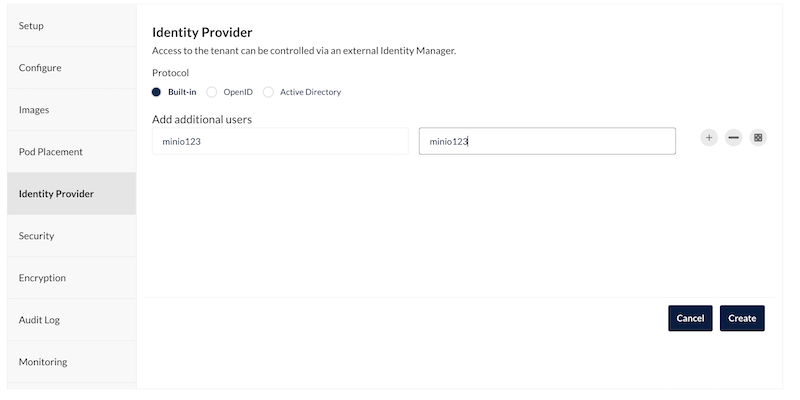 Setup
Configure
Images
Pod Placement
Identity Provider
Security
Encryption
Audit Log
Monitoring
Identity Provider
Access to the tenant can be controlled via an external Identity Manager.
Protocol
Built-in OpenID Active Directory
Add additional users
minio123 minio123
Cancel Create